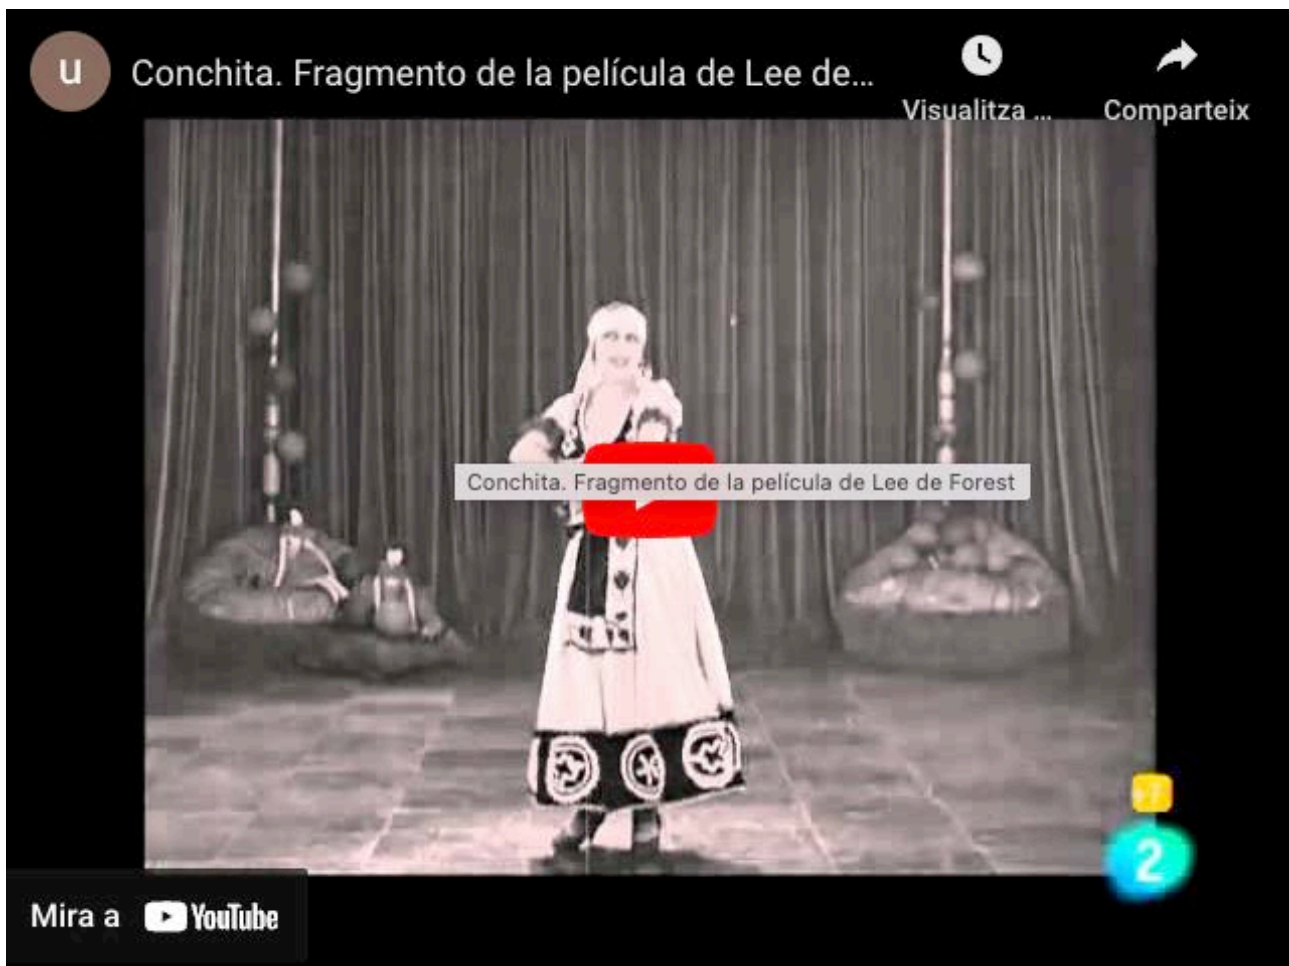 u
Conchita. Fragmento de la película de Lee de...
Visualitza ...
Comparteix
Conchita. Fragmento de la película de Lee de Forest
2
Mira a YouTube